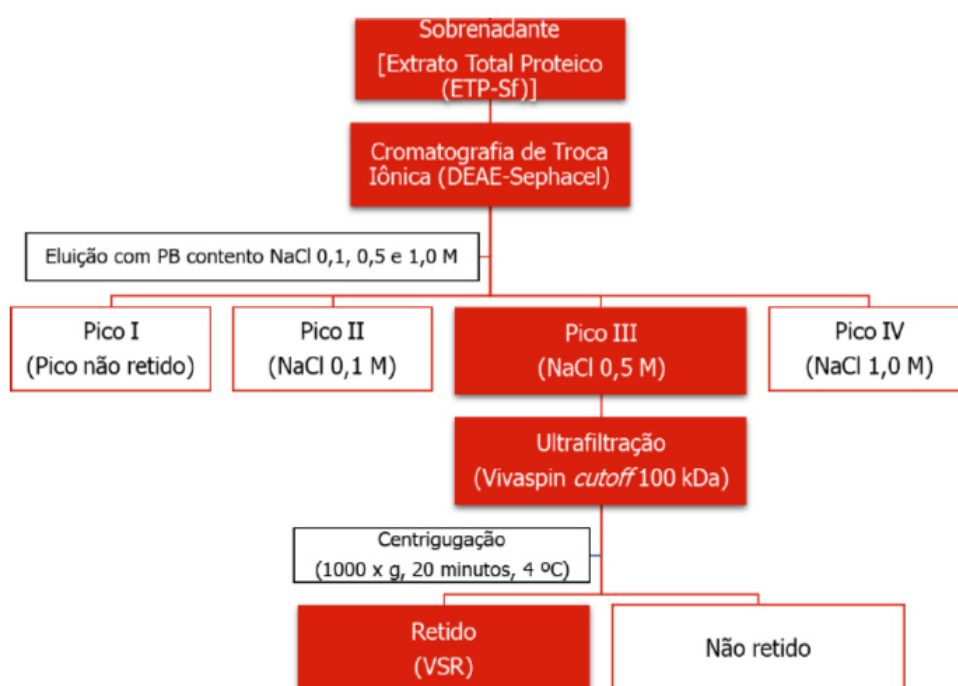 Sobrenadante
[Extrato Total Proteico
(ETP-Sf)]
Cromatografia de Troca
Iônica (DEAE-Sephacel)
Eluição com PB contento NaCl 0,1, 0,5 e 1,0 M
Pico I
(Pico não retido)
Pico II
(NaCl 0,1 M)
Pico III
(NaCl 0,5 M)
Pico IV
(NaCl 1,0 M)
Ultrafiltração
(Vivaspin cutoff 100 kDa)
Centrigugação
(1000 x g, 20 minutos, 4 ºC)
Retido
(VSR)
Não retido